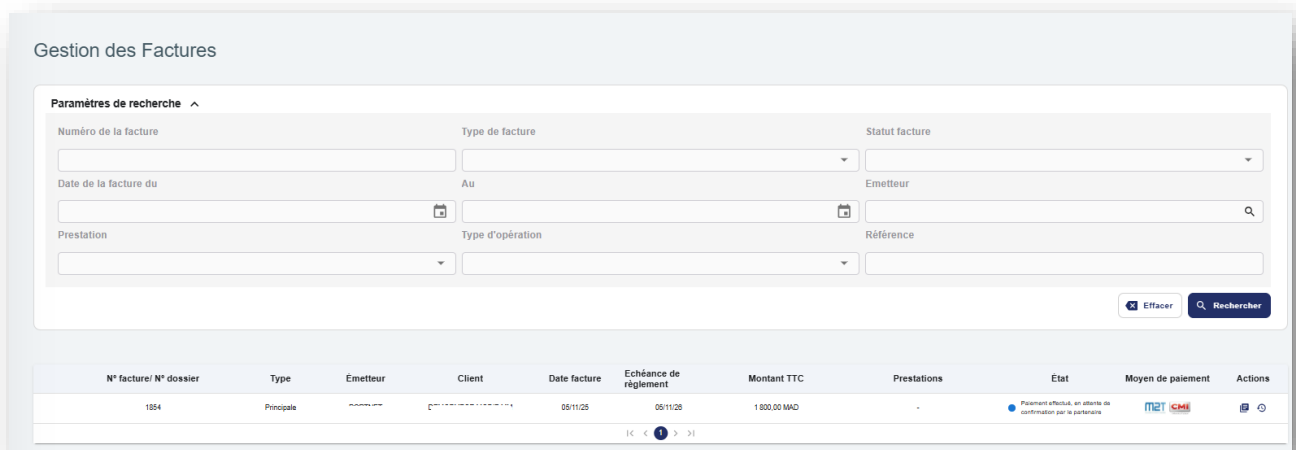 Gestion des Factures
Paramètres de recherche
Numéro de la facture Type de facture Statut facture
Date de la facture du Au Emetteur
Prestation Type d'opération Référence
Effacer Rechercher
N° facture/ N° dossier Type Émetteur Client Date facture Echéance de règlement Montant TTC Prestations État Moyen de paiement Actions
1854 Principale 05/11/25 05/11/26 1 800,00 MAD - Paiement effectué, en attente de confirmation par le partenaire M2T CMI
1